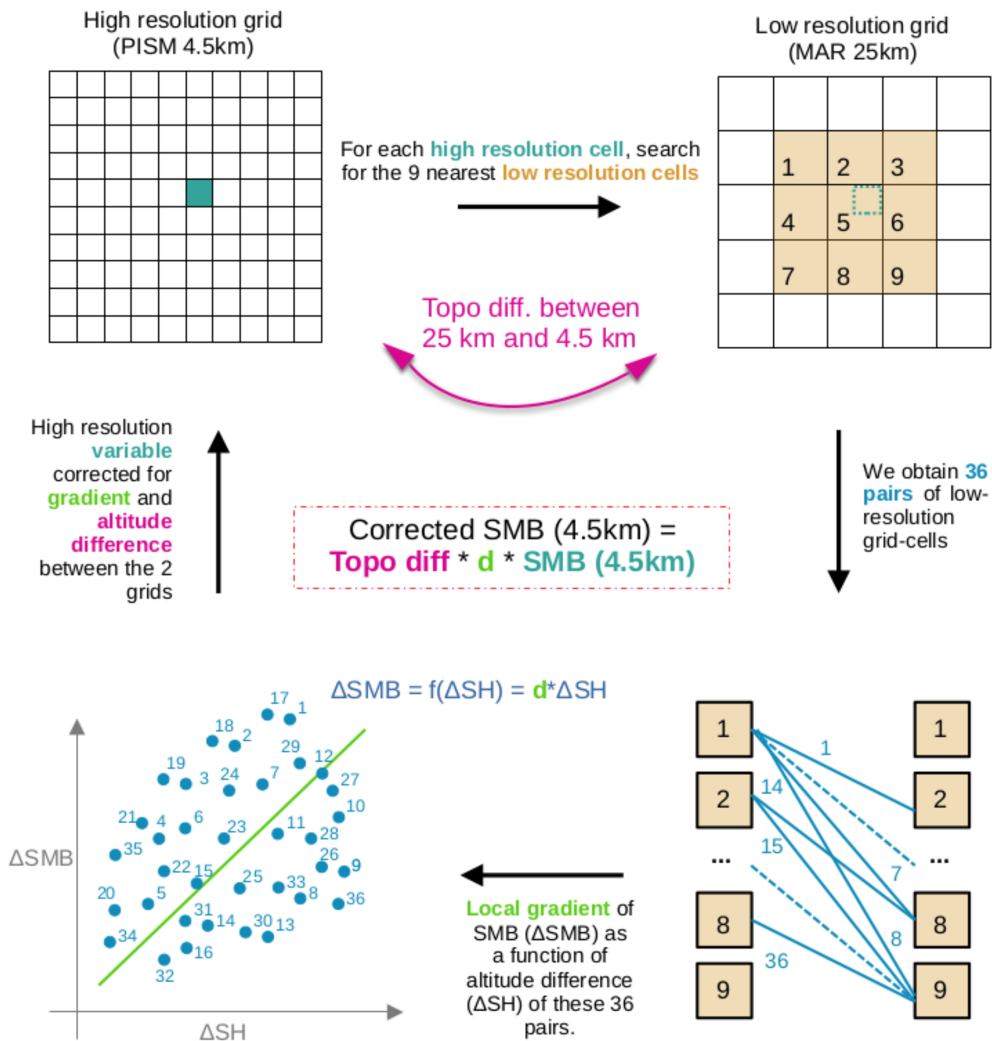 High resolution grid
(PISM 4.5km)
Low resolution grid
(MAR 25km)
For each high resolution cell, search
for the 9 nearest low resolution cells
1 2 3
4 5 6
7 8 9
Topo diff. between
25 km and 4.5 km
High resolution
variable
corrected for
gradient and
altitude
difference
between the 2
grids
Corrected SMB (4.5km) =
Topo diff * d * SMB (4.5km)
We obtain 36
pairs of low-
resolution
grid-cells
ΔSMB = f(ΔSH) = d*ΔSH
17 1
18 2
29 12
19 3 24 7 27
10
21 4 6 23 11 28
35
26 9
22 15 25 33
20 5 8 36
31 14 30 13
34
16
32
ΔSMB
ΔSH
Local gradient of
SMB (ΔSMB) as
a function of
altitude difference
(ΔSH) of these 36
pairs.
1 1 1
2 14 2
... 15 ...
7
8 8 8
36
9 9